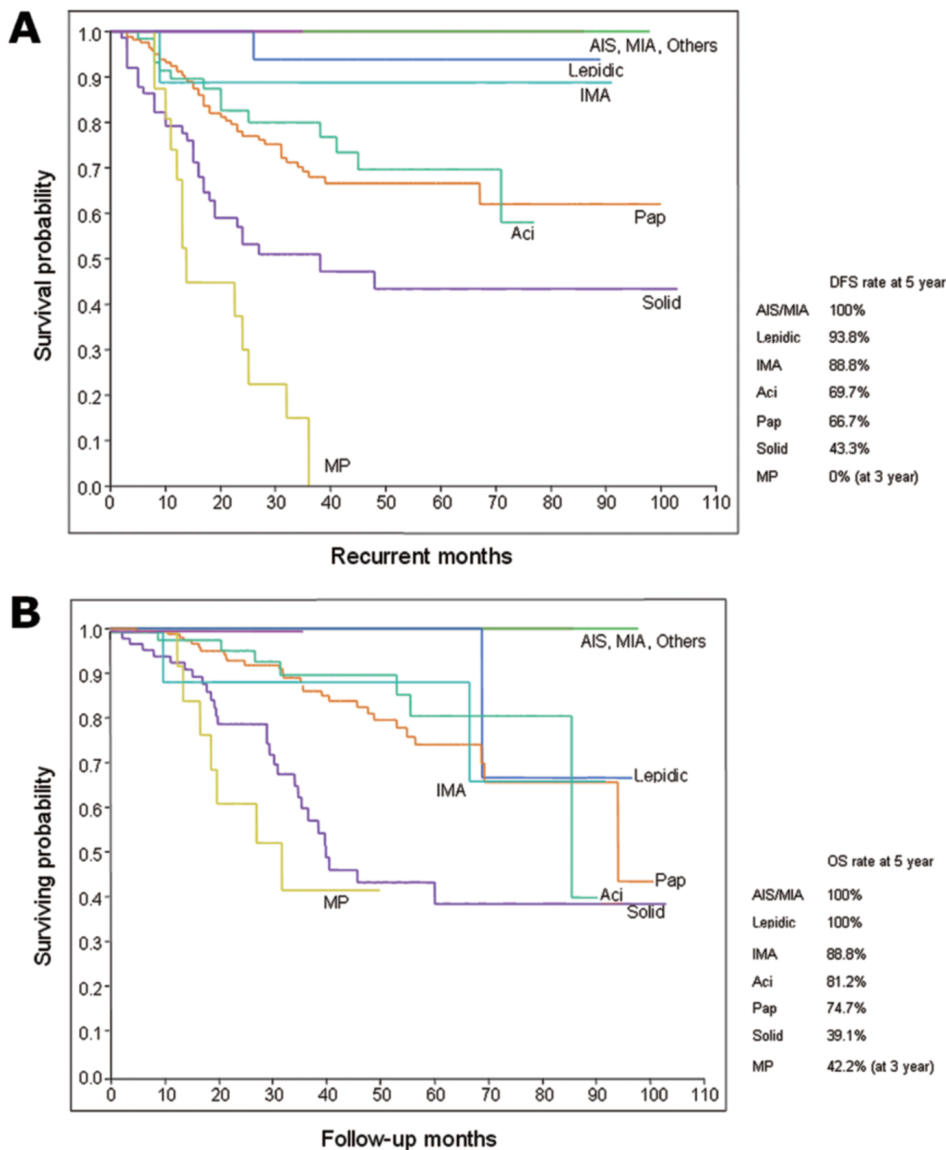 A
Survival probability
1.0
0.9
0.8
0.7
0.6
0.5
0.4
0.3
0.2
0.1
0.0
AIS, MIA, Others
Lepidic
IMA
Pap
Aci
Solid
MP
0 10 20 30 40 50 60 70 80 90 100 110
Recurrent months
DFS rate at 5 year
AIS/MIA 100%
Lepidic 93.8%
IMA 88.8%
Aci 69.7%
Pap 66.7%
Solid 43.3%
MP 0% (at 3 year)
B
Surviving probability
1.0
0.9
0.8
0.7
0.6
0.5
0.4
0.3
0.2
0.1
0.0
AIS, MIA, Others
Lepidic
IMA
Pap
Aci
MP
Solid
0 10 20 30 40 60 60 70 80 90 100 110
Follow-up months
OS rate at 5 year
AIS/MIA 100%
Lepidic 100%
IMA 88.8%
Aci 81.2%
Pap 74.7%
Solid 39.1%
MP 42.2% (at 3 year)